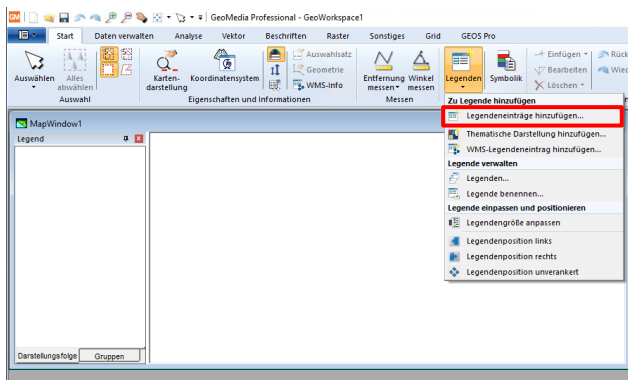 GM GeoMedia Professional - GeoWorkspace1
Start Daten verwalten Analyse Vektor Beschriften Raster Sonstiges Grid GEOS Pro
Auswählen
Alles abwählen
Auswahl
Karten-darstellung
Koordinatensystem
Auswahlsatz
Geometrie
WMS-Info
Eigenschaften und Informationen
Entfernung messen
Winkel messen
Messen
Legenden
Symbolik
Einfügen
Bearbeiten
Löschen
Rück
Wied
MapWindow1
Legend
Zu Legende hinzufügen
Legendeneinträge hinzufügen...
Thematische Darstellung hinzufügen...
WMS-Legendeneintrag hinzufügen...
Legende verwalten
Legenden...
Legende benennen...
Legende einpassen und positionieren
Legendengröße anpassen
Legendenposition links
Legendenposition rechts
Legendenposition unverankert
Darstellungsfolge Gruppen